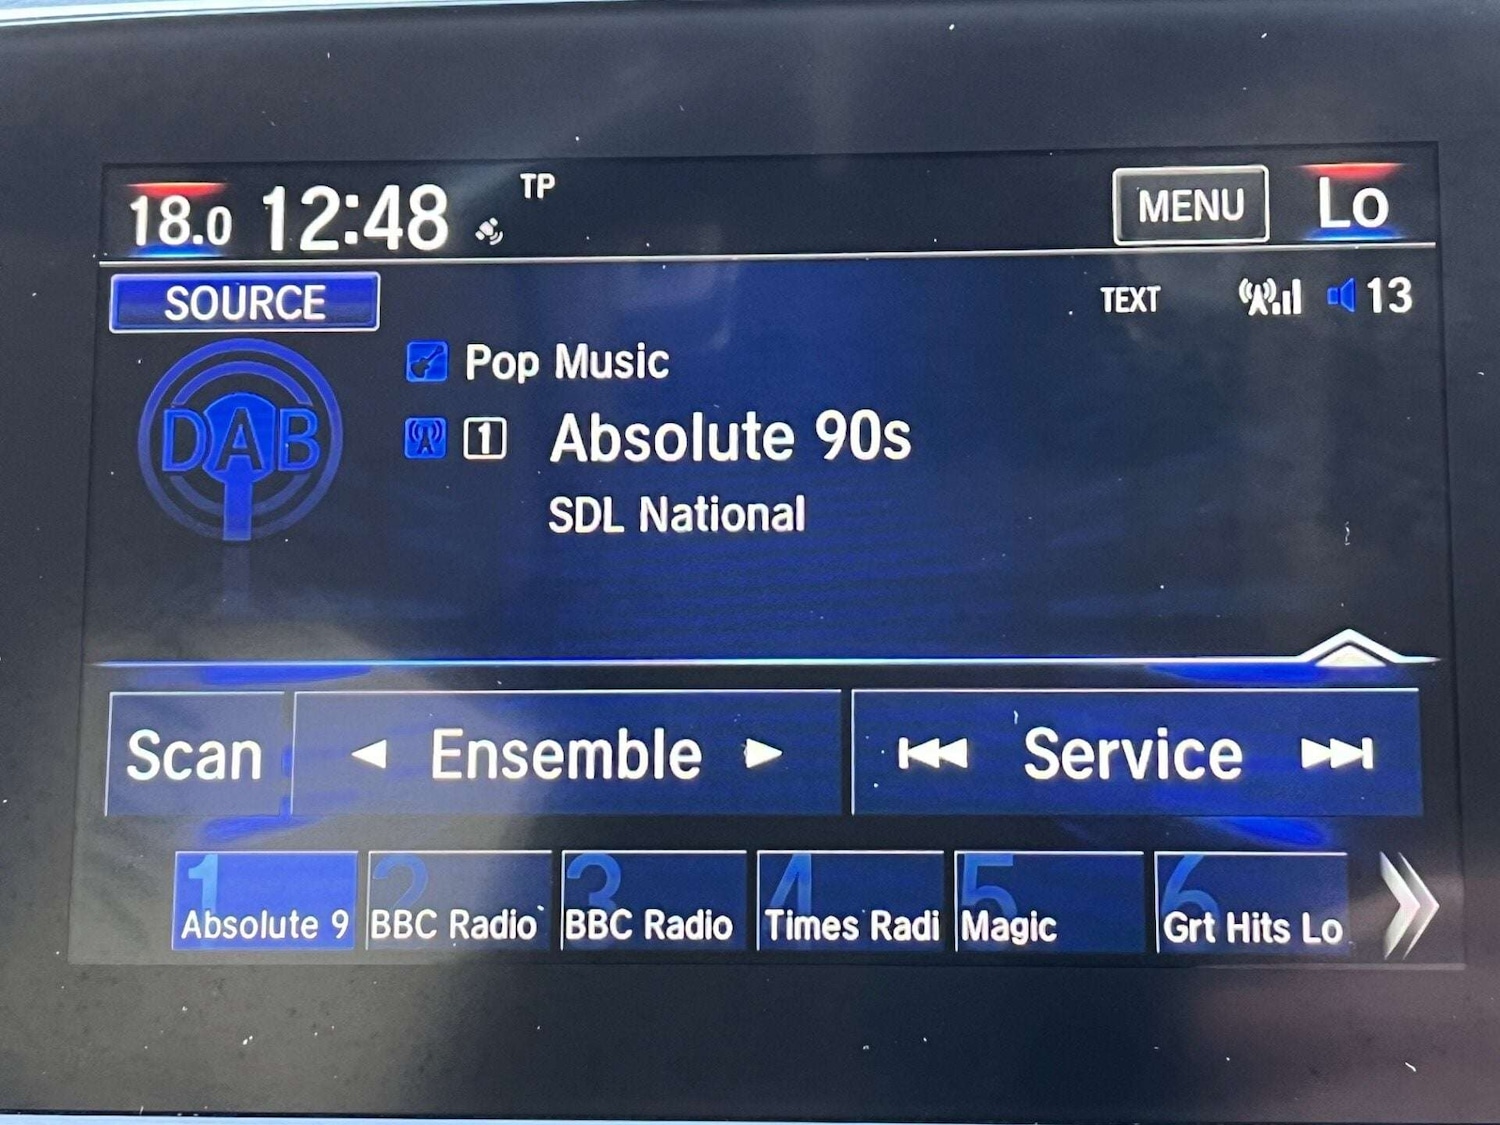 18.0 12:48 TP MENU Lo
SOURCE TEXT 13
Pop Music
DAB 1 Absolute 90s
SDL National
Scan Ensemble Service
1 2 3 4 5 6
Absolute 9 BBC Radio BBC Radio Times Radi Magic Grt Hits Lo